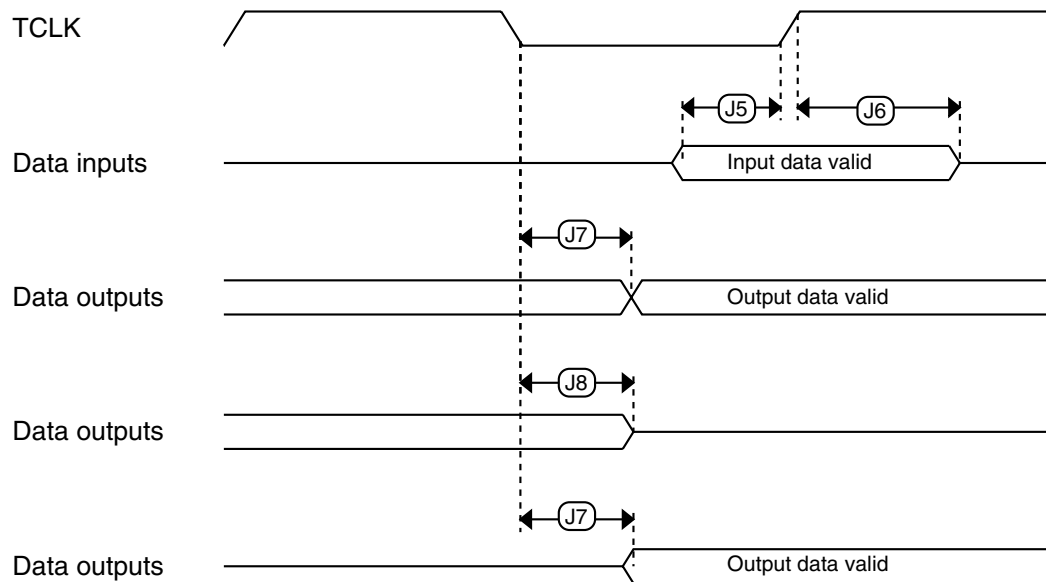 TCLK
J5
J6
Data inputs
Input data valid
J7
Data outputs
Output data valid
J8
Data outputs
J7
Data outputs
Output data valid